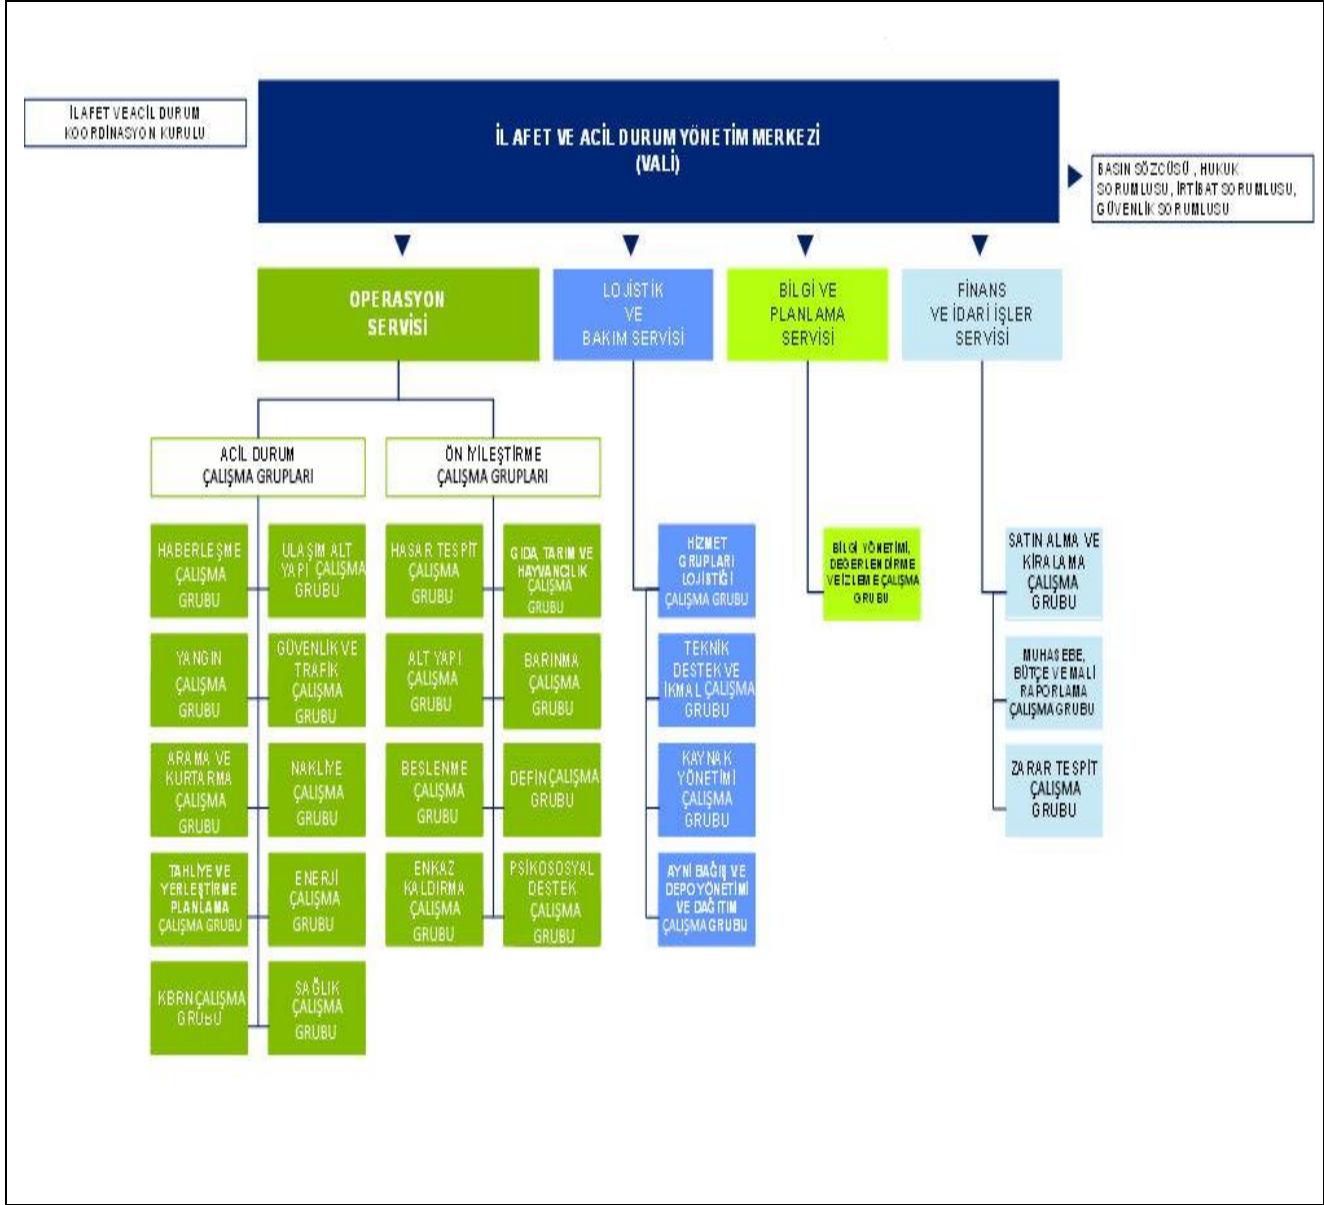 İLAFET VEACİL DURUM
KOORDİNASYON KURULU
İL AFET VE ACİL DURUM YÖNETİM MERKEZİ
(VALİ)
BASIN SÖZCÜSÜ , HUKUK
SORUMLUSU, İRTİBAT SORUMLUSU,
GÜVENLİK SORUMLUSU
OPERASYON
SERVİSİ
LOJİSTİK
VE
BAKIM SERVİSİ
BİLGİ VE
PLANLAMA
SERVİSİ
FİNANS
VE İDARİ İŞLER
SERVİSİ
ACİL DURUM
ÇALIŞMA GRUPLARI
ÖN İYİLEŞTİRME
ÇALIŞMA GRUPLARI
HABERLEŞME
ÇALIŞMA
GRUBU
ULAŞIM ALT
YAPI ÇALIŞMA
GRUBU
HASAR TESPİT
ÇALIŞMA
GRUBU
GIDA, TARIM VE
HAYVANCILIK
ÇALIŞMA
GRUBU
HİZMET
GRUPLARI
LOJİSTİĞİ
ÇALIŞMA GRUBU
BİLGİ YÖNETİMİ,
DEĞERLENDİRME
VE İZLEME ÇALIŞMA
GRUBU
SATIN ALMA VE
KİRALAMA
ÇALIŞMA
GRUBU
YANGIN
ÇALIŞMA
GRUBU
GÜVENLİK VE
TRAFİK
ÇALIŞMA
GRUBU
ALT YAPI
ÇALIŞMA
GRUBU
BARINMA
ÇALIŞMA
GRUBU
TEKNİK
DESTEK VE
İKMAL ÇALIŞMA
GRUBU
MUHASEBE,
BÜTÇE VE MALİ
RAPORLAMA
ÇALIŞMA GRUBU
ARAMA VE
KURTARMA
ÇALIŞMA
GRUBU
NAKLİYE
ÇALIŞMA
GRUBU
BESLENME
ÇALIŞMA
GRUBU
DEFİN ÇALIŞMA
GRUBU
KAYNAK
YÖNETİMİ
ÇALIŞMA
GRUBU
ZARAR TESPİT
ÇALIŞMA
GRUBU
TAHLİYE VE
YERLEŞTİRME
PLANLAMA
ÇALIŞMA GRUBU
ENERJİ
ÇALIŞMA
GRUBU
ENKAZ
KALDIRMA
ÇALIŞMA
GRUBU
PSİKOSOSYAL
DESTEK
ÇALIŞMA
GRUBU
AYNİ BAĞIŞ VE
DEPO YÖNETİMİ
VE DAĞITIM
ÇALIŞMA GRUBU
KBRN ÇALIŞMA
GRUBU
SAĞLIK
ÇALIŞMA
GRUBU